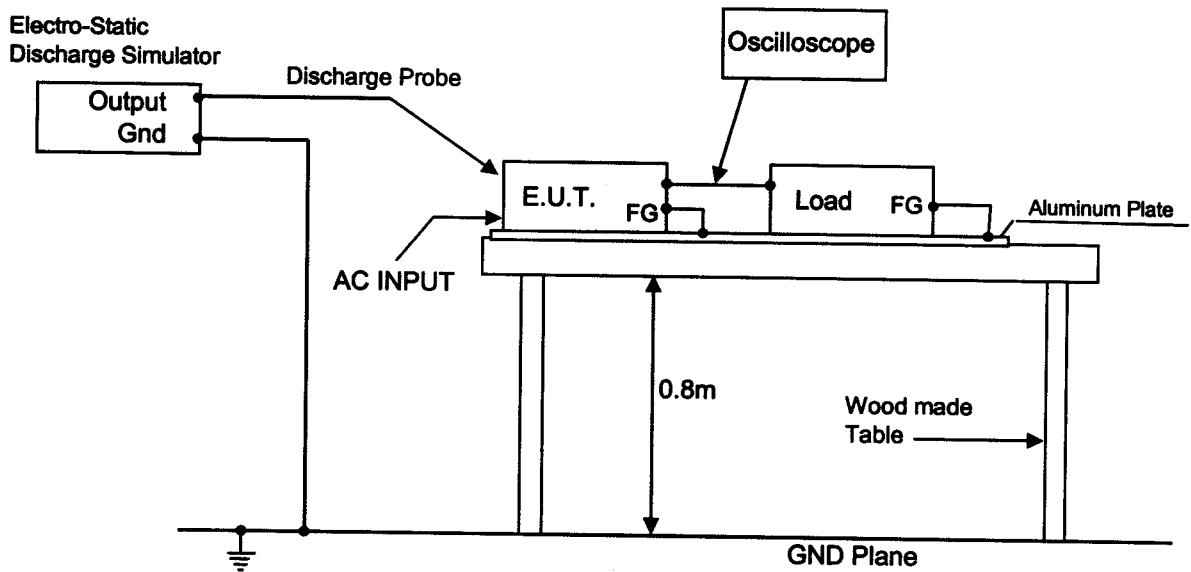 Electro-Static
Discharge Simulator
Output
Gnd
Discharge Probe
Oscilloscope
E.U.T.
FG
Load
FG
Aluminum Plate
AC INPUT
0.8m
Wood made
Table
GND Plane